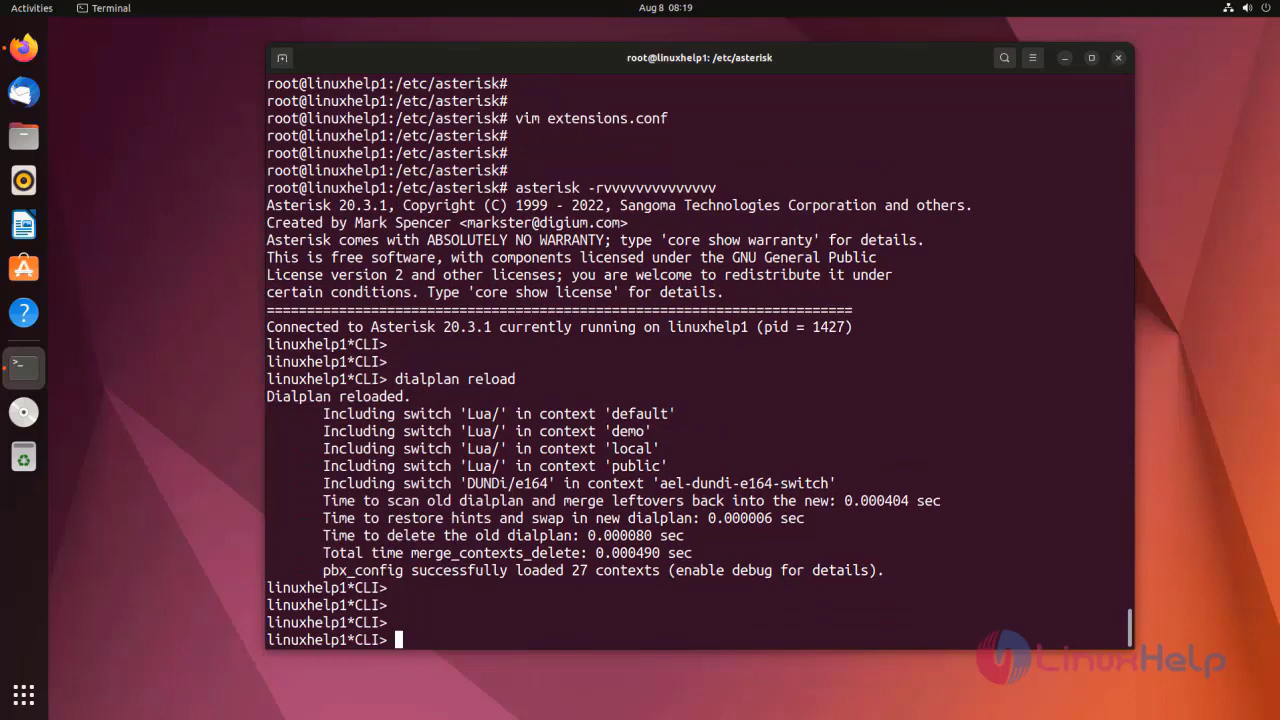 Activities Terminal Aug 8 08:19
root@linuxhelp1: /etc/asterisk
root@linuxhelp1:/etc/asterisk#
root@linuxhelp1:/etc/asterisk#
root@linuxhelp1:/etc/asterisk# vim extensions.conf
root@linuxhelp1:/etc/asterisk#
root@linuxhelp1:/etc/asterisk#
root@linuxhelp1:/etc/asterisk#
root@linuxhelp1:/etc/asterisk# asterisk -rvvvvvvvvvvvvvv
Asterisk 20.3.1, Copyright (C) 1999 - 2022, Sangoma Technologies Corporation and others.
Created by Mark Spencer <markster@digium.com>
Asterisk comes with ABSOLUTELY NO WARRANTY; type 'core show warranty' for details.
This is free software, with components licensed under the GNU General Public
License version 2 and other licenses; you are welcome to redistribute it under
certain conditions. Type 'core show license' for details.
=========================================================================
Connected to Asterisk 20.3.1 currently running on linuxhelp1 (pid = 1427)
linuxhelp1*CLI>
linuxhelp1*CLI>
linuxhelp1*CLI> dialplan reload
Dialplan reloaded.
Including switch 'Lua/' in context 'default'
Including switch 'Lua/' in context 'demo'
Including switch 'Lua/' in context 'local'
Including switch 'Lua/' in context 'public'
Including switch 'DUNDi/e164' in context 'ael-dundi-e164-switch'
Time to scan old dialplan and merge leftovers back into the new: 0.000404 sec
Time to restore hints and swap in new dialplan: 0.000006 sec
Time to delete the old dialplan: 0.000080 sec
Total time merge_contexts_delete: 0.000490 sec
pbx_config successfully loaded 27 contexts (enable debug for details).
linuxhelp1*CLI>
linuxhelp1*CLI>
linuxhelp1*CLI>
linuxhelp1*CLI>
LinuxHelp